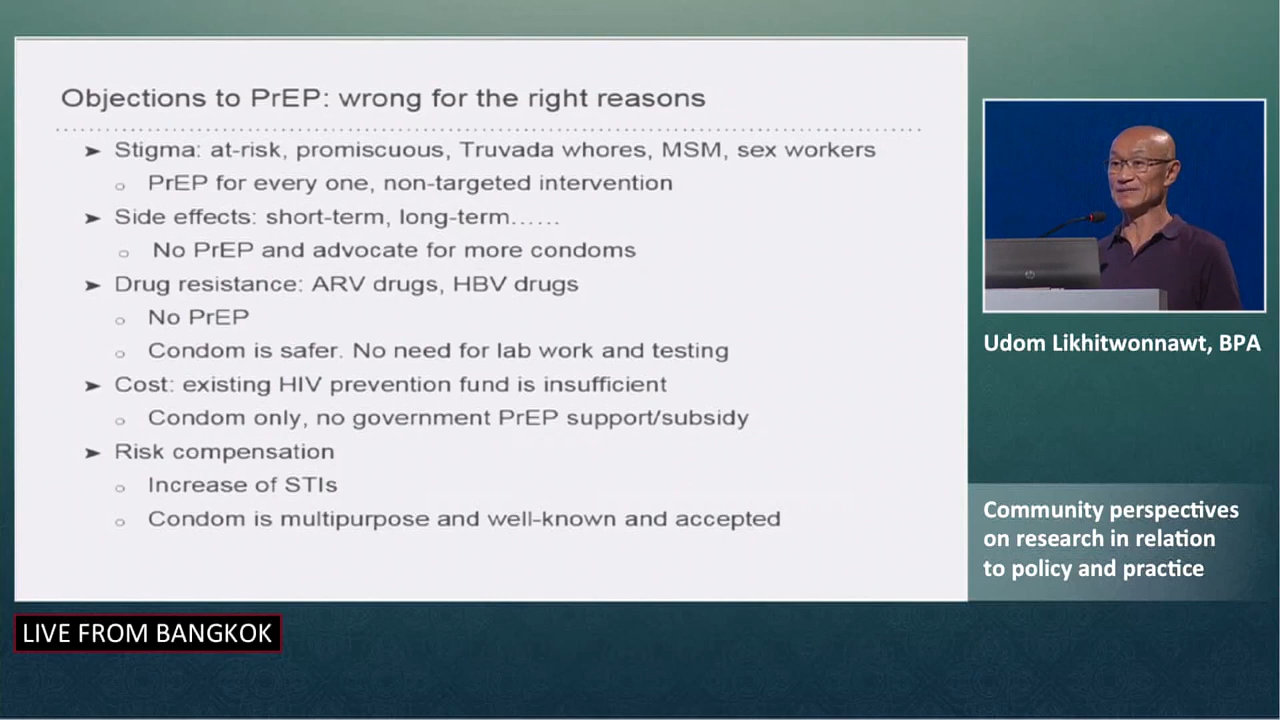 Objections to PrEP: wrong for the right reasons
➤ Stigma: at-risk, promiscuous, Truvada whores, MSM, sex workers
o PrEP for every one, non-targeted intervention
➤ Side effects: short-term, long-term……
o No PrEP and advocate for more condoms
➤ Drug resistance: ARV drugs, HBV drugs
o No PrEP
o Condom is safer. No need for lab work and testing
➤ Cost: existing HIV prevention fund is insufficient
o Condom only, no government PrEP support/subsidy
➤ Risk compensation
o Increase of STIs
o Condom is multipurpose and well-known and accepted
Udom Likhitwonnawt, BPA
Community perspectives
on research in relation
to policy and practice
LIVE FROM BANGKOK